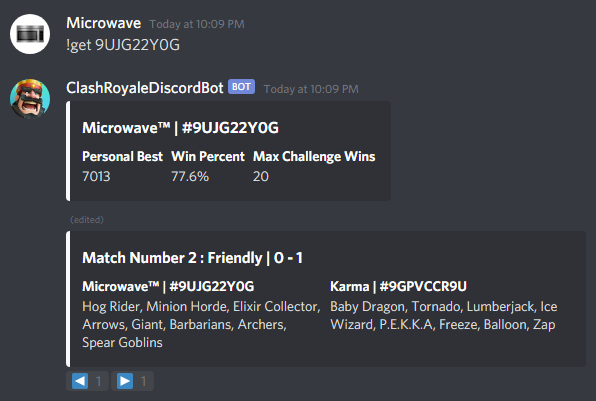 Microwave Today at 10:09 PM
!get 9UJG22Y0G
ClashRoyaleDiscordBot BOT Today at 10:09 PM
Microwave™ | #9UJG22Y0G
Personal Best Win Percent Max Challenge Wins
7013 77.6% 20
(edited)
Match Number 2 : Friendly | 0 - 1
Microwave™ | #9UJG22Y0G
Hog Rider, Minion Horde, Elixir Collector,
Arrows, Giant, Barbarians, Archers,
Spear Goblins
Karma | #9GPVCCR9U
Baby Dragon, Tornado, Lumberjack, Ice
Wizard, P.E.K.K.A, Freeze, Balloon, Zap
1 1